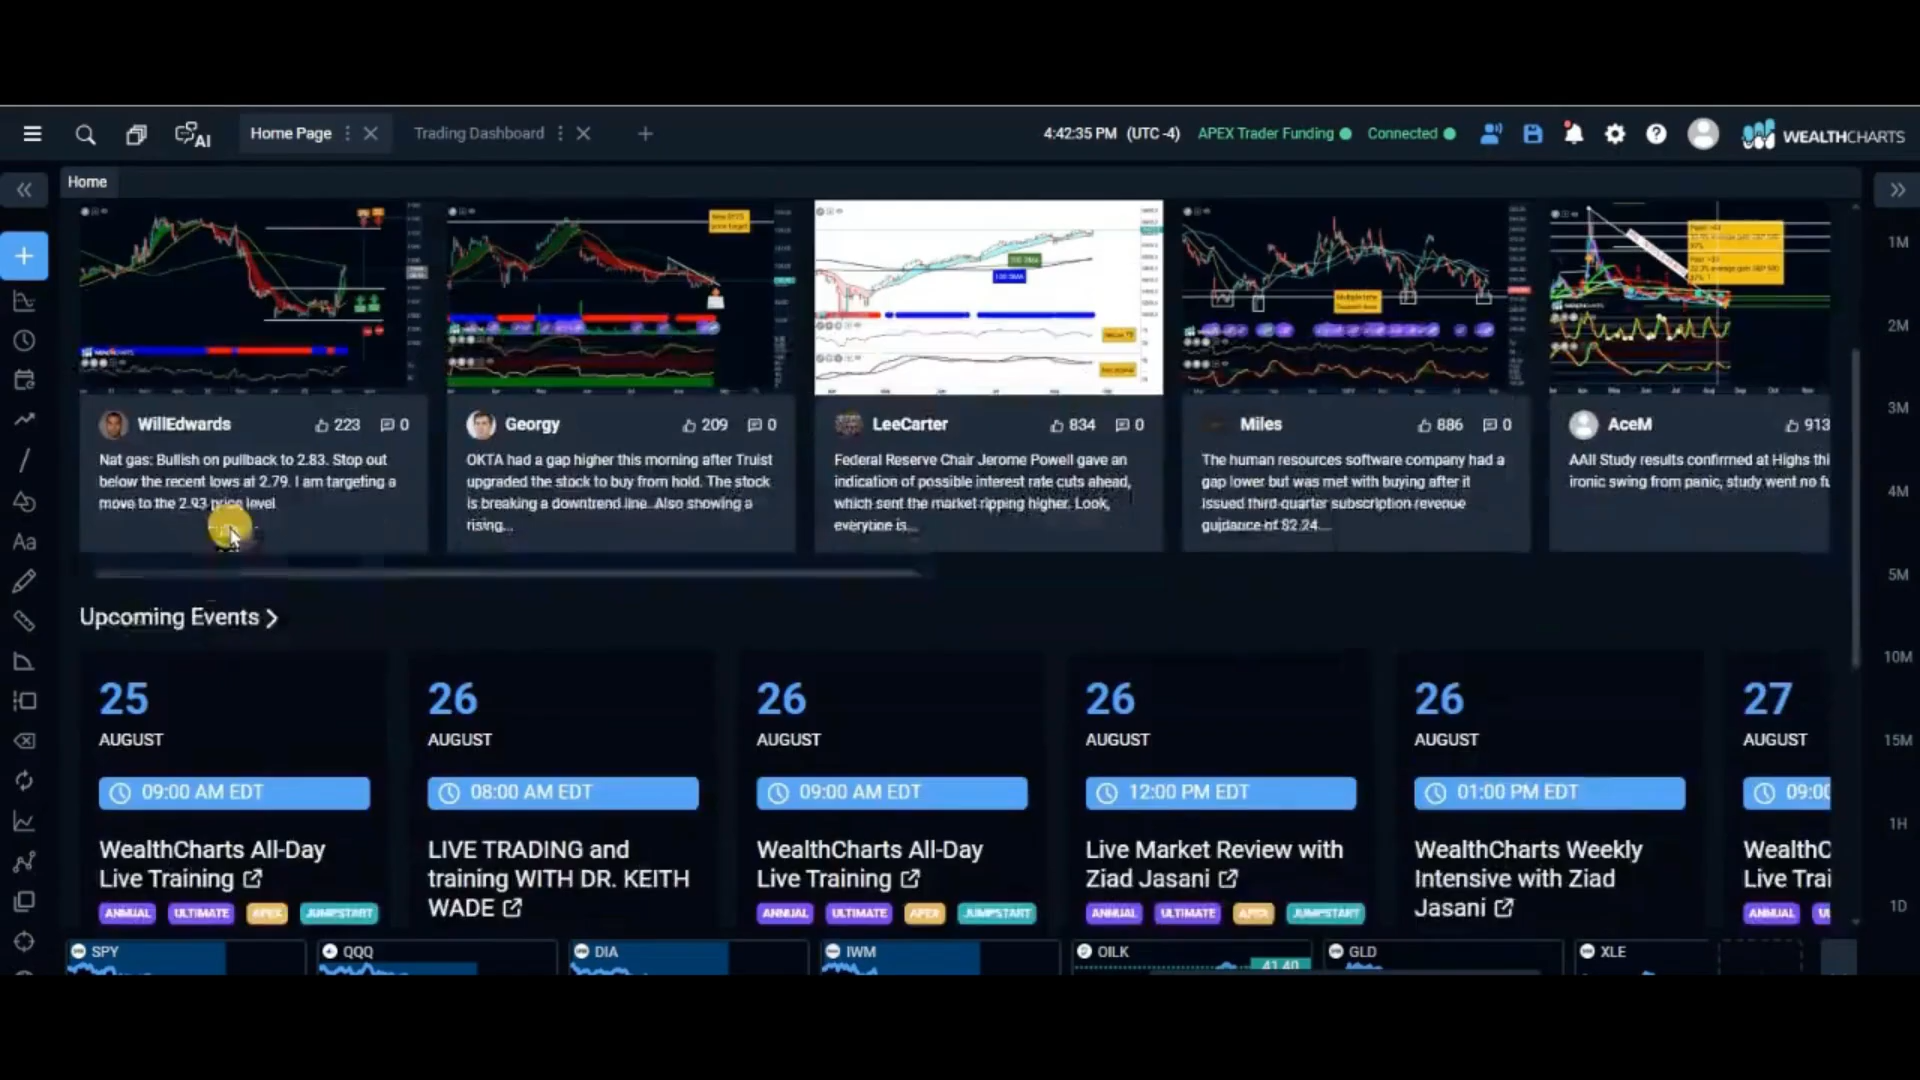 AI
Home Page
Trading Dashboard
4:42:35 PM (UTC -4)
APEX Trader Funding
Connected
WEALTHCHARTS
Home
1M
2M
3M
4M
5M
10M
15M
1H
1D
Aa
WillEdwards 223 0
Nat gas: Bullish on pullback to 2.83. Stop out
below the recent lows at 2.79. I am targeting a
move to the 2.93 price level
Georgy 209 0
OKTA had a gap higher this morning after Truist
upgraded the stock to buy from hold. The stock
is breaking a downtrend line. Also showing a
rising...
LeeCarter 834 0
Federal Reserve Chair Jerome Powell gave an
indication of possible interest rate cuts ahead,
which sent the market ripping higher. Look,
everyone is...
Miles 886 0
The human resources software company had a
gap lower but was met with buying after it
issued third-quarter subscription revenue
guidance of $2.24...
AceM 913
AAII Study results confirmed at Highs thi
ironic swing from panic, study went no fu
Upcoming Events
25
AUGUST
09:00 AM EDT
WealthCharts All-Day
Live Training
ANNUAL ULTIMATE APEX JUMPSTART
26
AUGUST
08:00 AM EDT
LIVE TRADING and
training WITH DR. KEITH
WADE
26
AUGUST
09:00 AM EDT
WealthCharts All-Day
Live Training
ANNUAL ULTIMATE APEX JUMPSTART
26
AUGUST
12:00 PM EDT
Live Market Review with
Ziad Jasani
ANNUAL ULTIMATE APEX JUMPSTART
26
AUGUST
01:00 PM EDT
WealthCharts Weekly
Intensive with Ziad
Jasani
27
AUGUST
09:00
WealthC
Live Trai
ANNUAL UL
SPY
QQQ
DIA
IWM
OILK
41.40
GLD
XLE